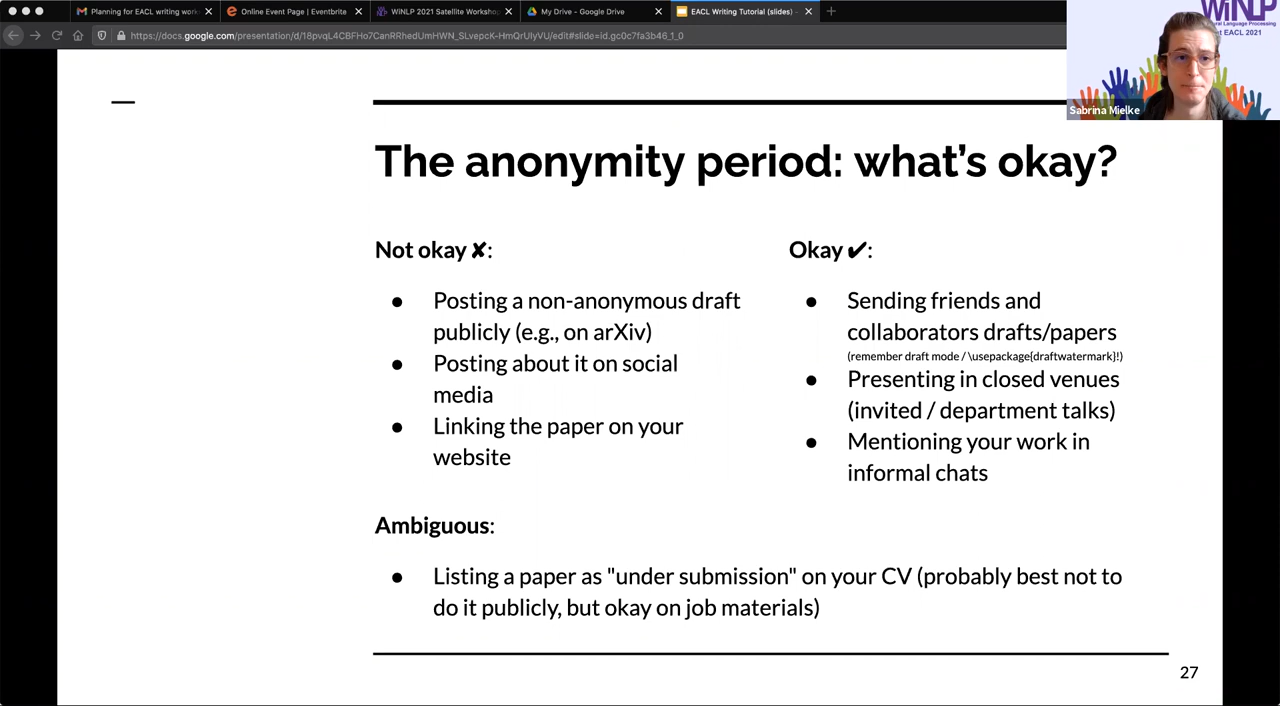 Planning for EACL writing work
Online Event Page | Eventbrite
WiNLP 2021 Satellite Workshop
My Drive - Google Drive
EACL Writing Tutorial (slides) -
https://docs.google.com/presentation/d/18pvqL4CBFHo7CanRRhedUmHWN_SLvepcK-HmQrUIyVU/edit#slide=id.gc0c7fa3b46_1_0
WiNLP
ural Language Processing
at EACL 2021
Sabrina Mielke
The anonymity period: what's okay?
Not okay ✘:
● Posting a non-anonymous draft
publicly (e.g., on arXiv)
● Posting about it on social
media
● Linking the paper on your
website
Okay ✔:
● Sending friends and
collaborators drafts/papers
(remember draft mode / \usepackage{draftwatermark}!)
● Presenting in closed venues
(invited / department talks)
● Mentioning your work in
informal chats
Ambiguous:
● Listing a paper as "under submission" on your CV (probably best not to
do it publicly, but okay on job materials)
27